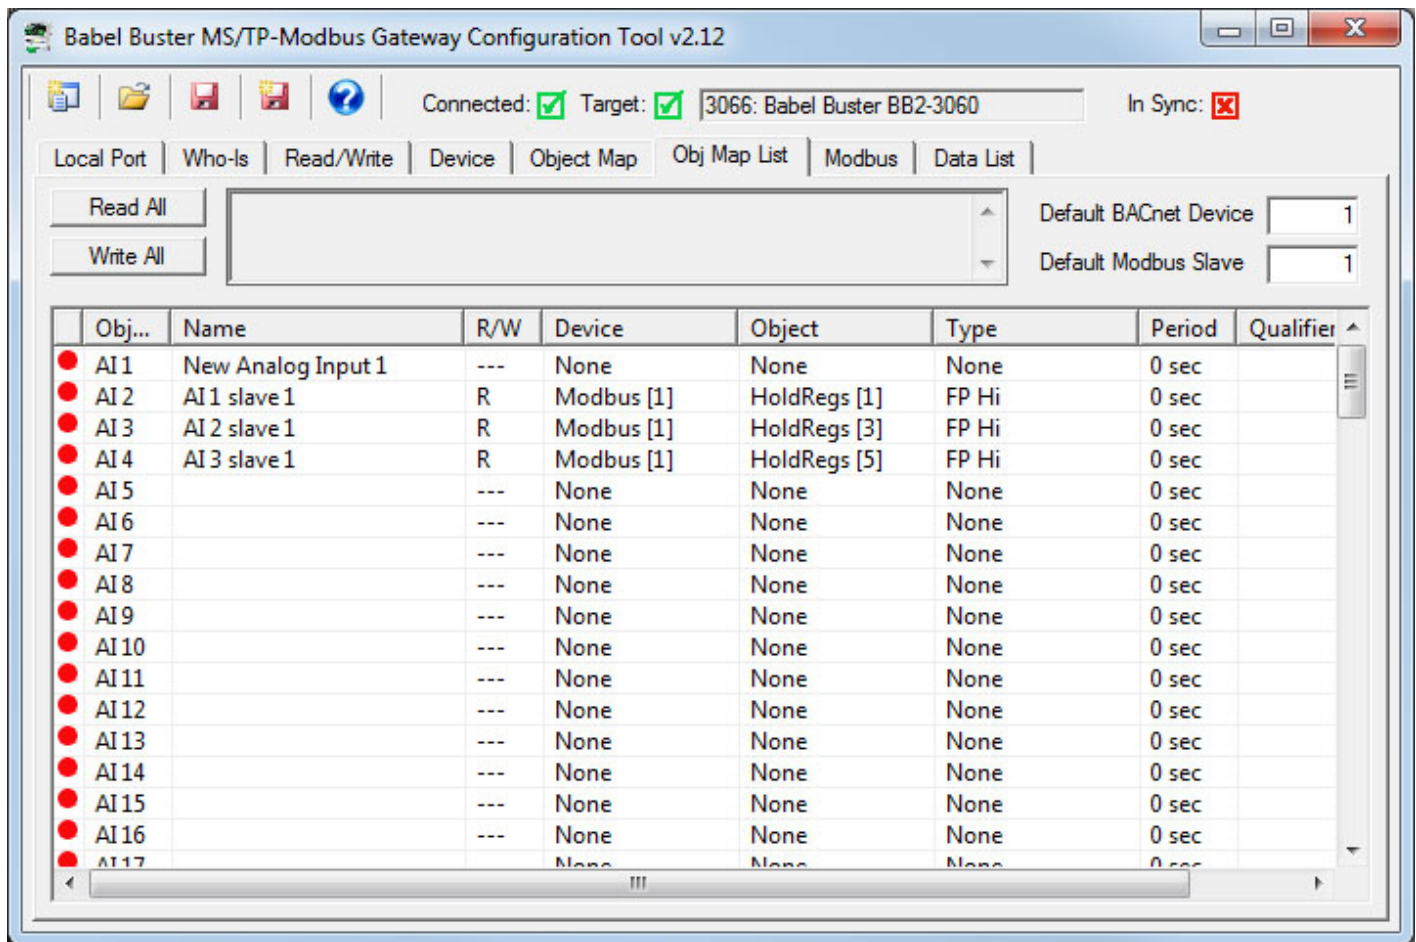 Babel Buster MS/TP-Modbus Gateway Configuration Tool v2.12
Connected: Target: 3066: Babel Buster BB2-3060 In Sync:
Local Port Who-Is Read/Write Device Object Map Obj Map List Modbus Data List
Read All Default BACnet Device 1
Write All Default Modbus Slave 1
Obj... Name R/W Device Object Type Period Qualifier
AI 1 New Analog Input 1 --- None None None 0 sec
AI 2 AI 1 slave 1 R Modbus [1] HoldRegs [1] FP Hi 0 sec
AI 3 AI 2 slave 1 R Modbus [1] HoldRegs [3] FP Hi 0 sec
AI 4 AI 3 slave 1 R Modbus [1] HoldRegs [5] FP Hi 0 sec
AI 5 --- None None None 0 sec
AI 6 --- None None None 0 sec
AI 7 --- None None None 0 sec
AI 8 --- None None None 0 sec
AI 9 --- None None None 0 sec
AI 10 --- None None None 0 sec
AI 11 --- None None None 0 sec
AI 12 --- None None None 0 sec
AI 13 --- None None None 0 sec
AI 14 --- None None None 0 sec
AI 15 --- None None None 0 sec
AI 16 --- None None None 0 sec
AI 17 None None None 0 sec